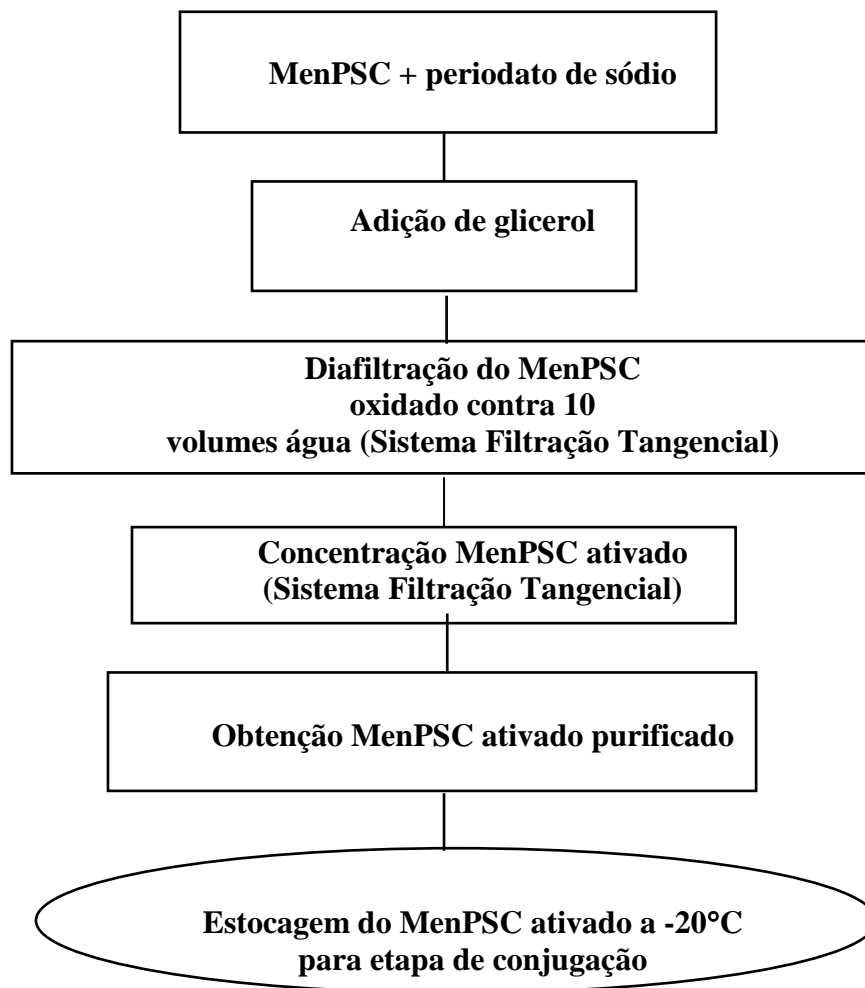 MenPSC + periodato de sódio
Adição de glicerol
Diafiltração do MenPSC
oxidado contra 10
volumes água (Sistema Filtração Tangencial)
Concentração MenPSC ativado
(Sistema Filtração Tangencial)
Obtenção MenPSC ativado purificado
Estocagem do MenPSC ativado a -20°C
para etapa de conjugação